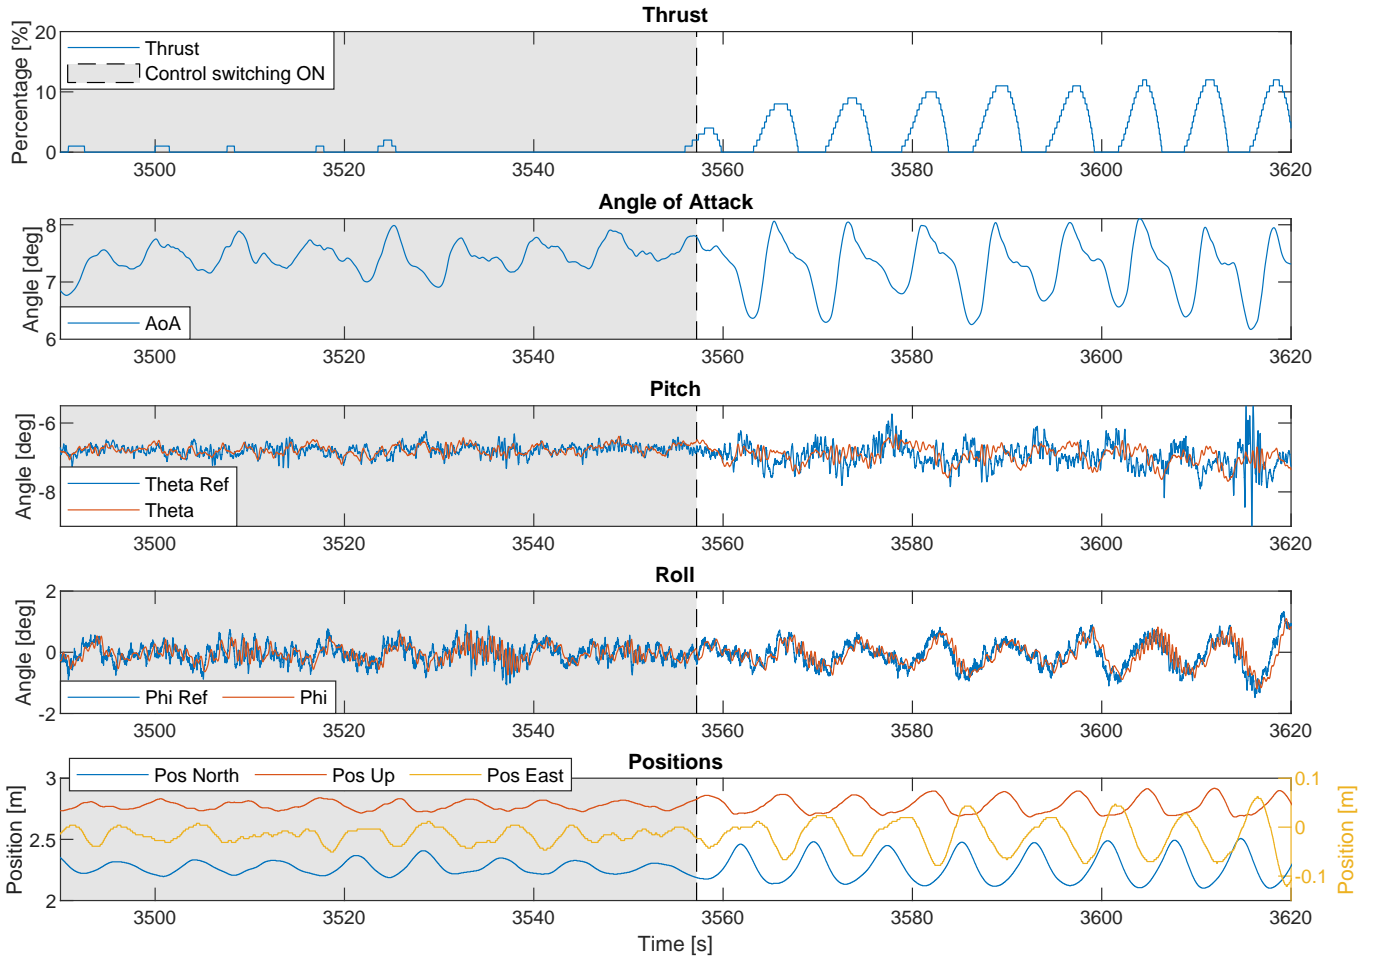 Thrust
Percentage [%]
20
10
0
Thrust
Control switching ON
3500 3520 3540 3560 3580 3600 3620
Angle of Attack
Angle [deg]
8
7
6
AoA
3500 3520 3540 3560 3580 3600 3620
Pitch
Angle [deg]
-6
-8
Theta Ref
Theta
3500 3520 3540 3560 3580 3600 3620
Roll
Angle [deg]
2
0
-2
Phi Ref Phi
3500 3520 3540 3560 3580 3600 3620
Positions
Position [m]
3
2.5
2
Pos North Pos Up Pos East
0.1
0
-0.1
Position [m]
3500 3520 3540 3560 3580 3600 3620
Time [s]